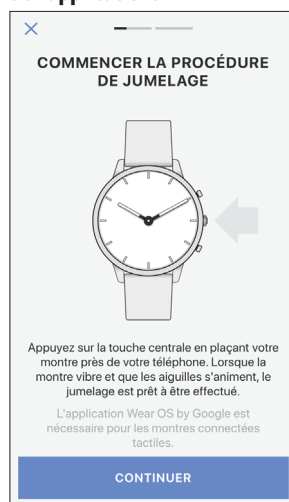 COMMENCER LA PROCÉDURE
DE JUMELAGE
Appuyez sur la touche centrale en plaçant votre
montre près de votre téléphone. Lorsque la
montre vibre et que les aiguilles s'animent, le
jumelage est prêt à être effectué.
L'application Wear OS by Google est
nécessaire pour les montres connectées
tactiles.
CONTINUER